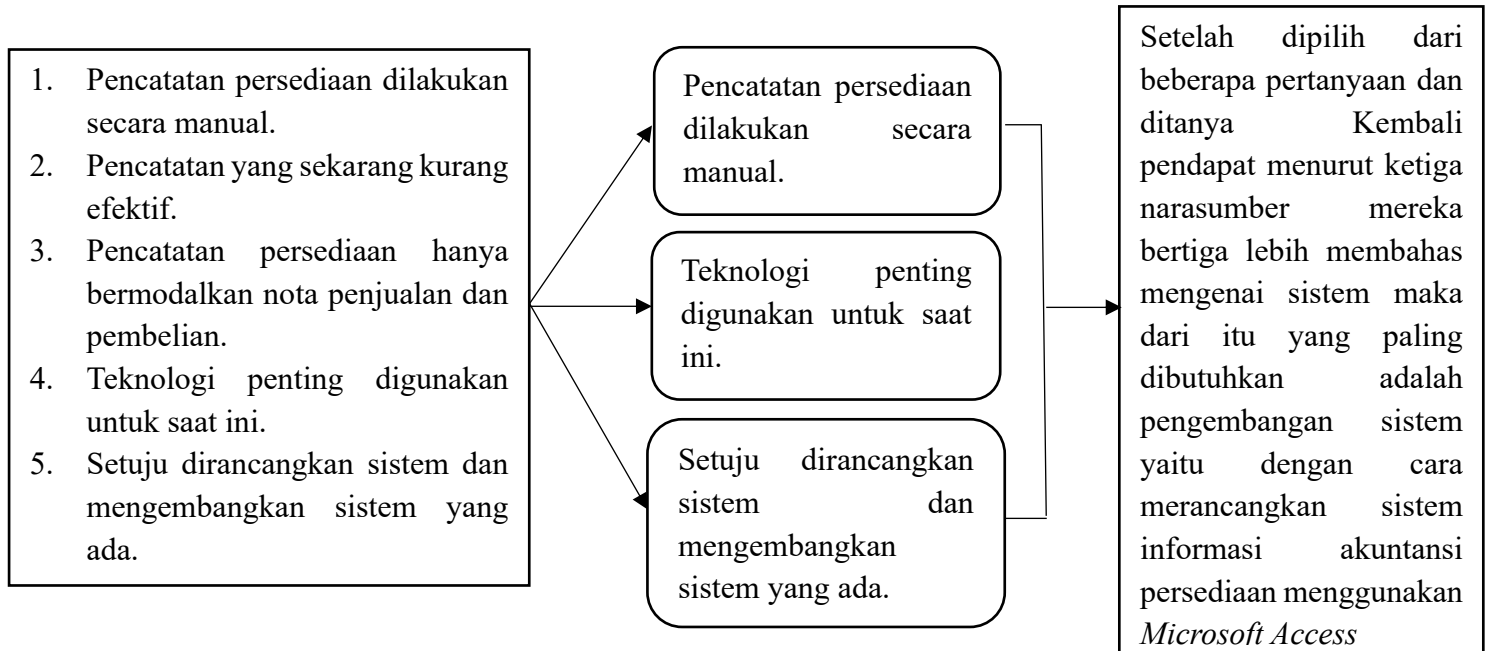 1. Pencatatan persediaan dilakukan
secara manual.
2. Pencatatan yang sekarang kurang
efektif.
3. Pencatatan persediaan hanya
bermodalkan nota penjualan dan
pembelian.
4. Teknologi penting digunakan
untuk saat ini.
5. Setuju dirancangkan sistem dan
mengembangkan sistem yang
ada.
Pencatatan persediaan
dilakukan secara
manual.
Teknologi penting
digunakan untuk saat
ini.
Setuju dirancangkan
sistem dan
mengembangkan
sistem yang ada.
Setelah dipilih dari
beberapa pertanyaan dan
ditanya Kembali
pendapat menurut ketiga
narasumber mereka
bertiga lebih membahas
mengenai sistem maka
dari itu yang paling
dibutuhkan adalah
pengembangan sistem
yaitu dengan cara
merancangkan sistem
informasi akuntansi
persediaan menggunakan
Microsoft Access